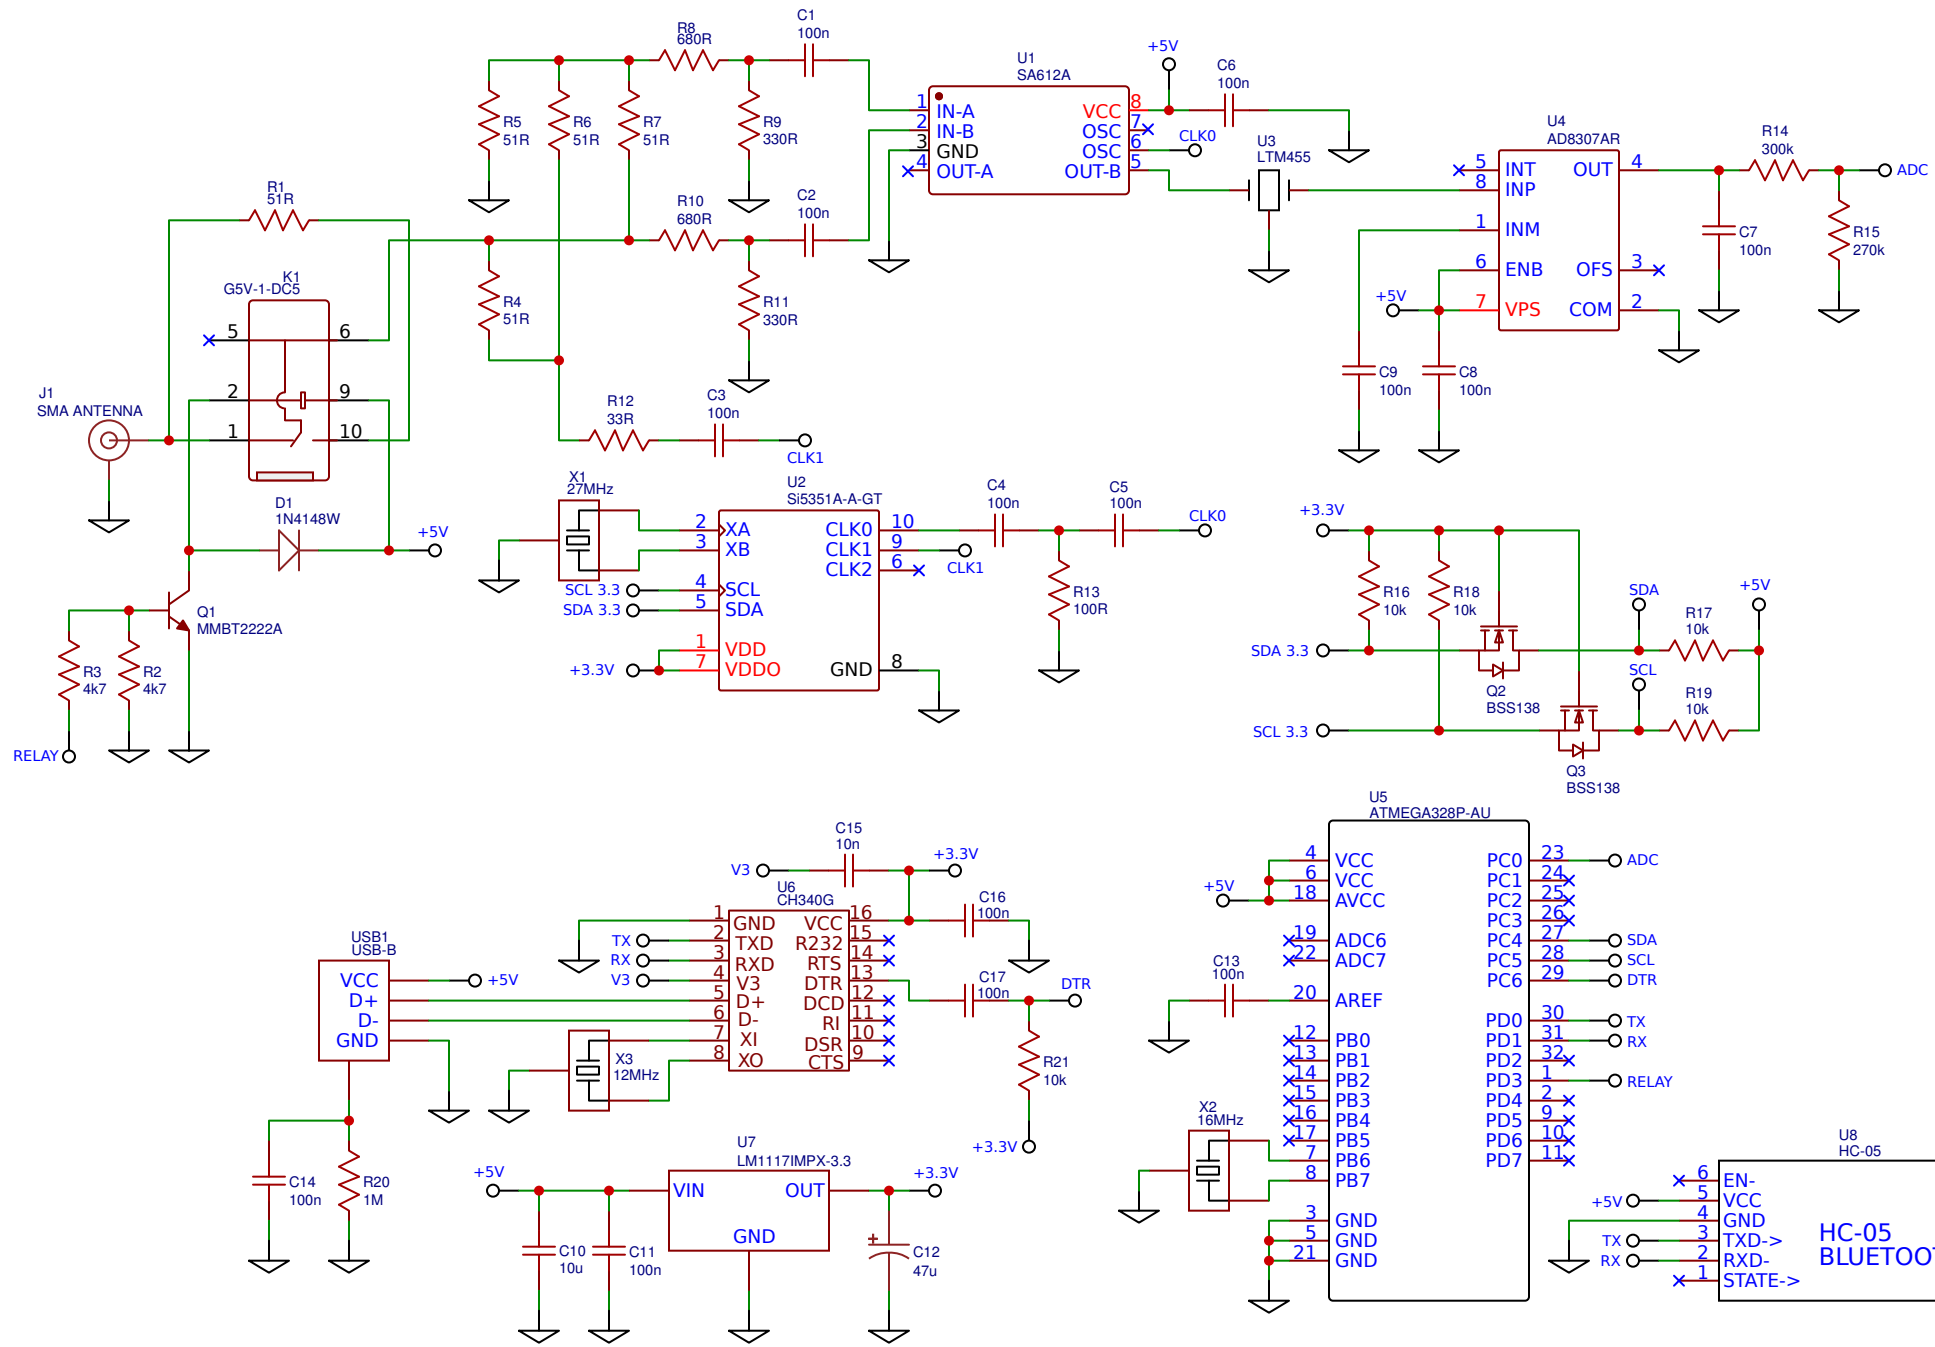 R8
680R
C1
100n
R5
51R
R6
51R
R7
51R
R9
330R
U1
SA612A
1 IN-A
2 IN-B
3 GND
4 OUT-A
VCC 8
OSC 7
OSC 6
OUT-B 5
+5V
C6
100n
CLK0
U3
LTM455
U4
AD8307AR
5 INT
8 INP
1 INM
6 ENB
7 VPS
OUT 4
OFS 3
COM 2
R14
300k
ADC
C7
100n
R15
270k
+5V
C9
100n
C8
100n
R1
51R
R10
680R
C2
100n
R4
51R
R11
330R
K1
G5V-1-DC5
5
6
2
9
1
10
J1
SMA ANTENNA
R12
33R
C3
100n
CLK1
D1
1N4148W
+5V
Q1
MMBT2222A
R3
4k7
R2
4k7
RELAY
X1
27MHz
U2
Si5351A-A-GT
2 XA
3 XB
4 SCL
5 SDA
1 VDD
7 VDDO
CLK0 10
CLK1 9
CLK2 6
GND 8
SCL 3.3
SDA 3.3
+3.3V
CLK1
C4
100n
C5
100n
CLK0
R13
100R
+3.3V
R16
10k
R18
10k
SDA
+5V
R17
10k
SDA 3.3
SCL
Q2
BSS138
R19
10k
SCL 3.3
Q3
BSS138
C15
10n
V3
+3.3V
U6
CH340G
1 GND
2 TXD
3 RXD
4 V3
5 D+
6 D-
7 XI
8 XO
VCC 16
R232 15
RTS 14
DTR 13
DCD 12
RI 11
DSR 10
CTS 9
TX
RX
V3
C16
100n
C17
100n
DTR
R21
10k
+3.3V
USB1
USB-B
VCC
D+
D-
GND
+5V
X3
12MHz
C14
100n
R20
1M
U7
LM1117IMPX-3.3
VIN
OUT
GND
+5V
+3.3V
C10
10u
C11
100n
+
C12
47u
U5
ATMEGA328P-AU
4 VCC
6 VCC
18 AVCC
19 ADC6
22 ADC7
20 AREF
12 PB0
13 PB1
14 PB2
15 PB3
16 PB4
17 PB5
7 PB6
8 PB7
3 GND
5 GND
21 GND
PC0 23
PC1 24
PC2 25
PC3 26
PC4 27
PC5 28
PC6 29
PD0 30
PD1 31
PD2 32
PD3 1
PD4 2
PD5 9
PD6 10
PD7 11
ADC
SDA
SCL
DTR
TX
RX
RELAY
+5V
C13
100n
X2
16MHz
U8
HC-05
6 EN-
5 VCC
4 GND
3 TXD->
2 RXD-
1 STATE->
+5V
TX
RX
HC-05
BLUETOO